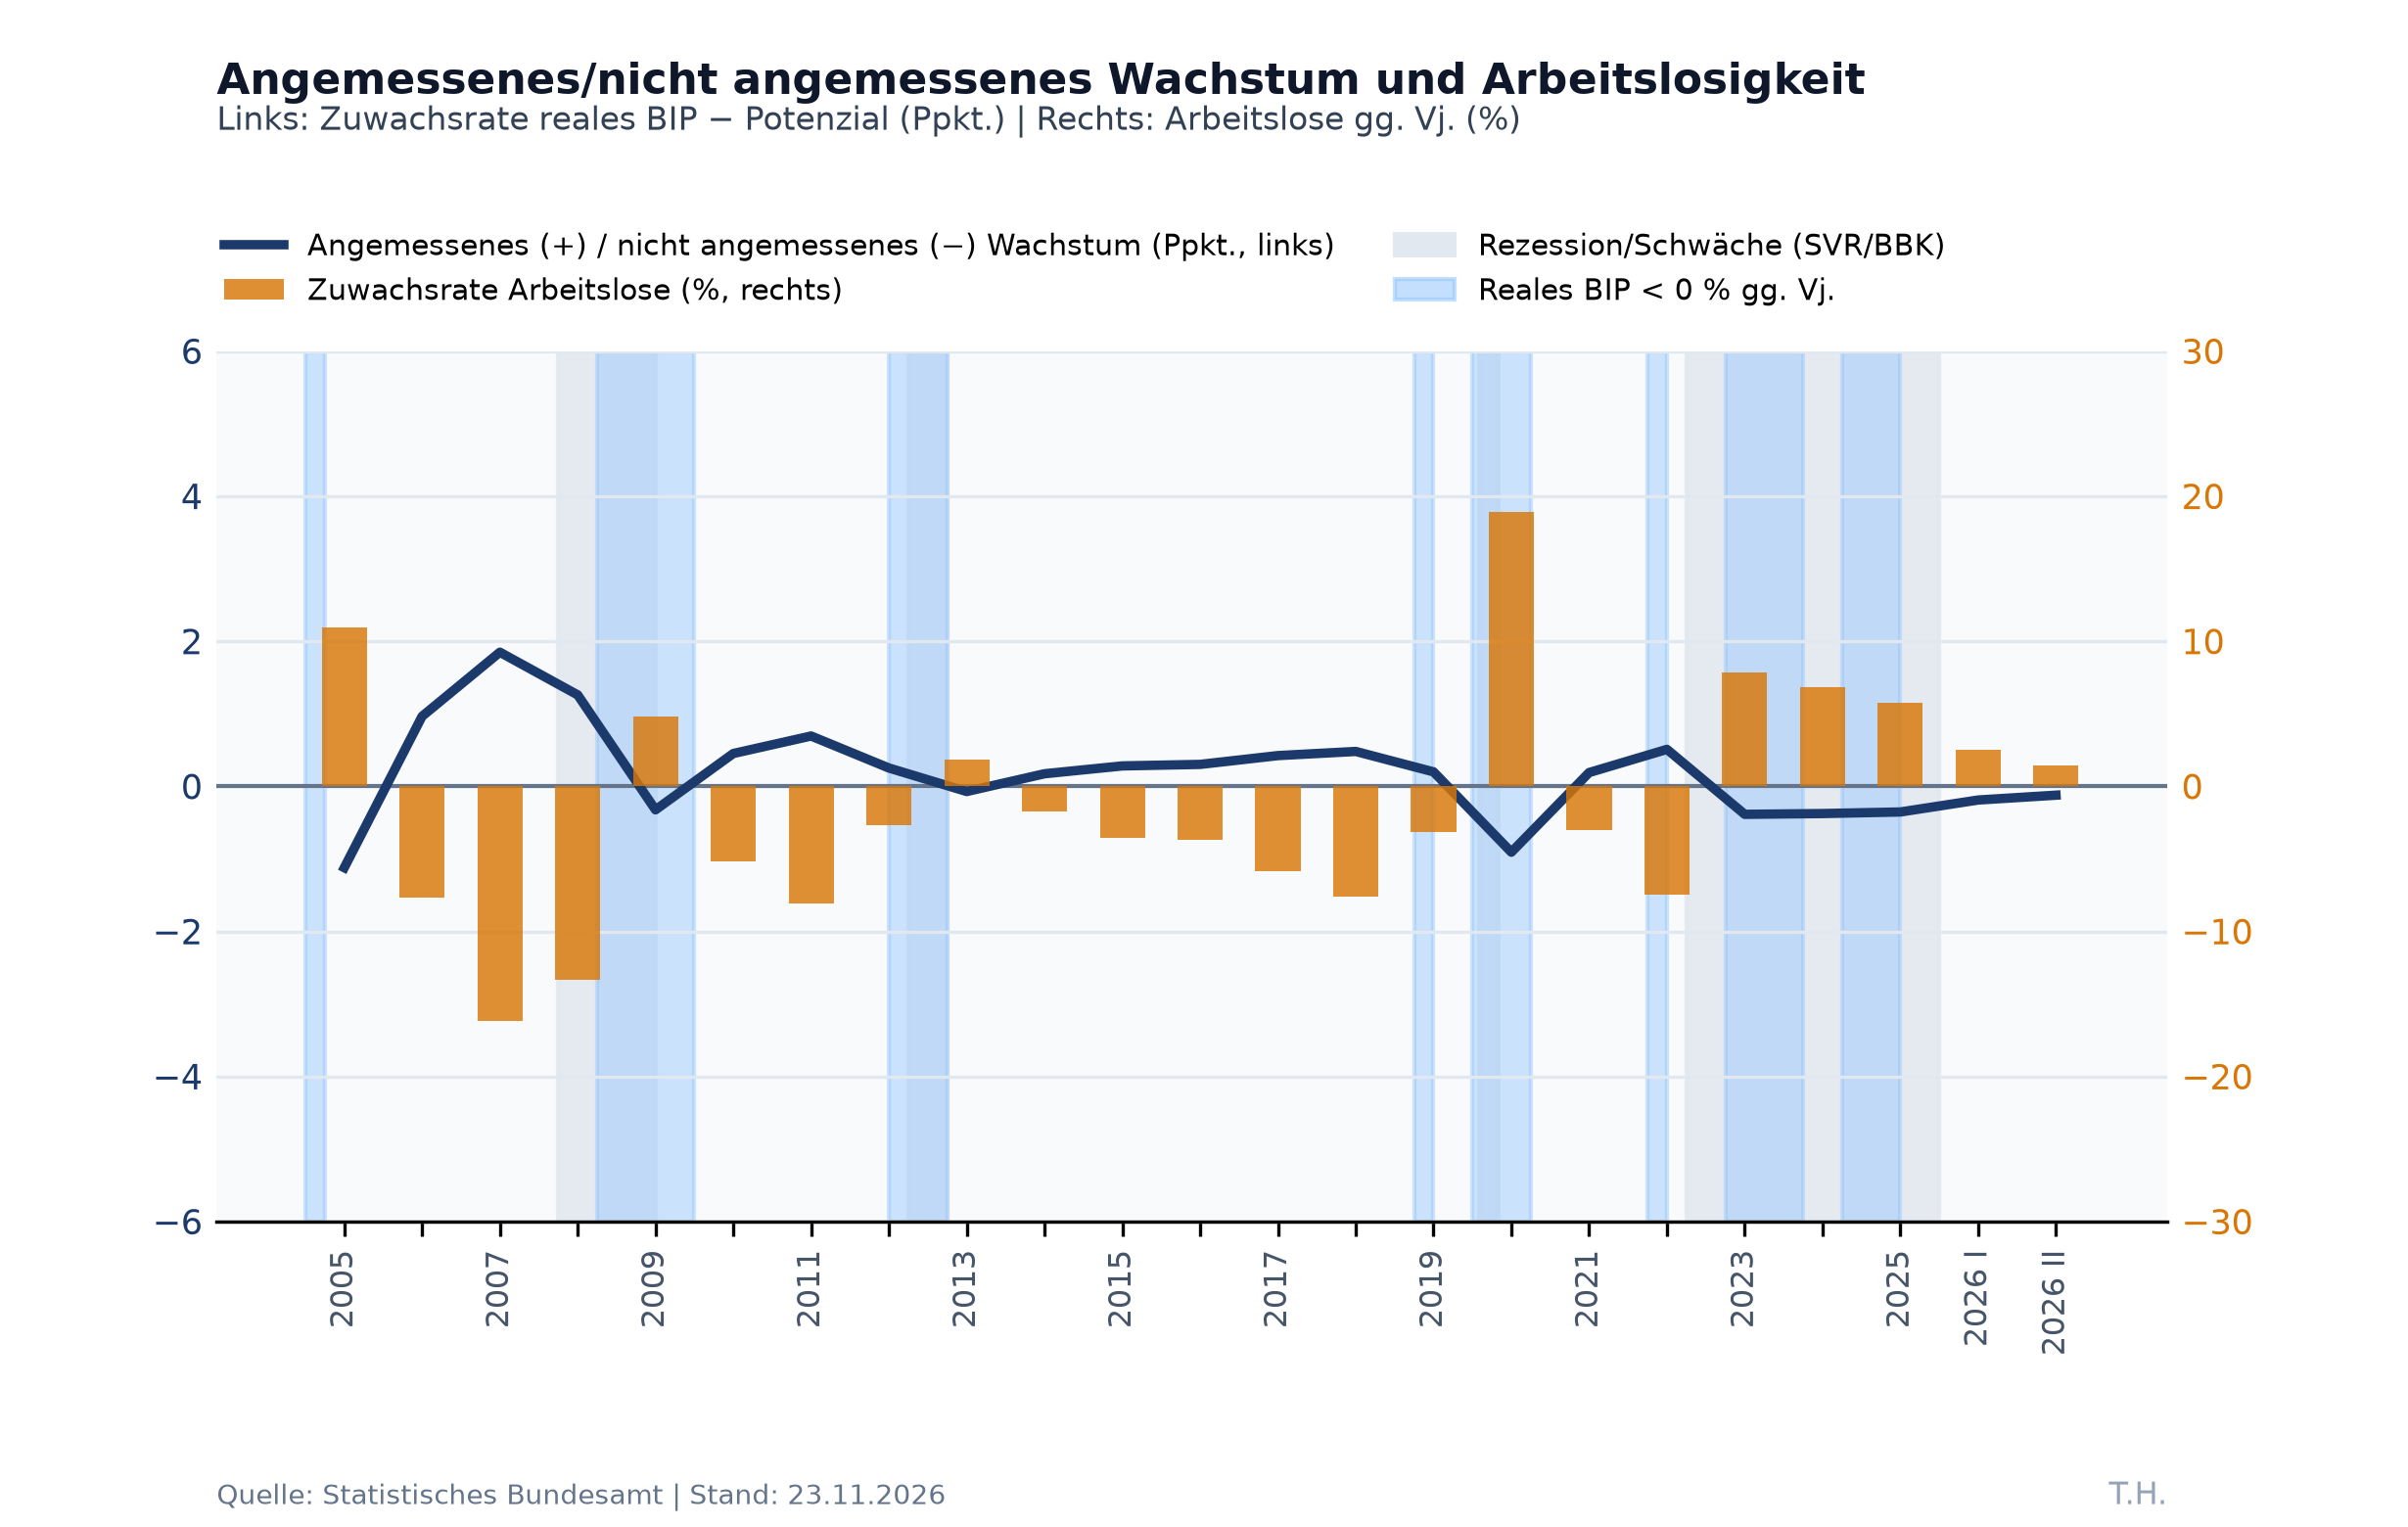 Angemessenes/nicht angemessenes Wachstum und Arbeitslosigkeit
Links: Zuwachsrate reales BIP − Potenzial (Ppkt.) | Rechts: Arbeitslose gg. Vj. (%)
Angemessenes (+) / nicht angemessenes (−) Wachstum (Ppkt., links)
Zuwachsrate Arbeitslose (%, rechts)
Rezession/Schwäche (SVR/BBK)
Reales BIP < 0 % gg. Vj.
6
4
2
0
−2
−4
−6
30
20
10
0
−10
−20
−30
2005
2007
2009
2011
2013
2015
2017
2019
2021
2023
2025
2026 I
2026 II
Quelle: Statistisches Bundesamt | Stand: 23.11.2026
T.H.